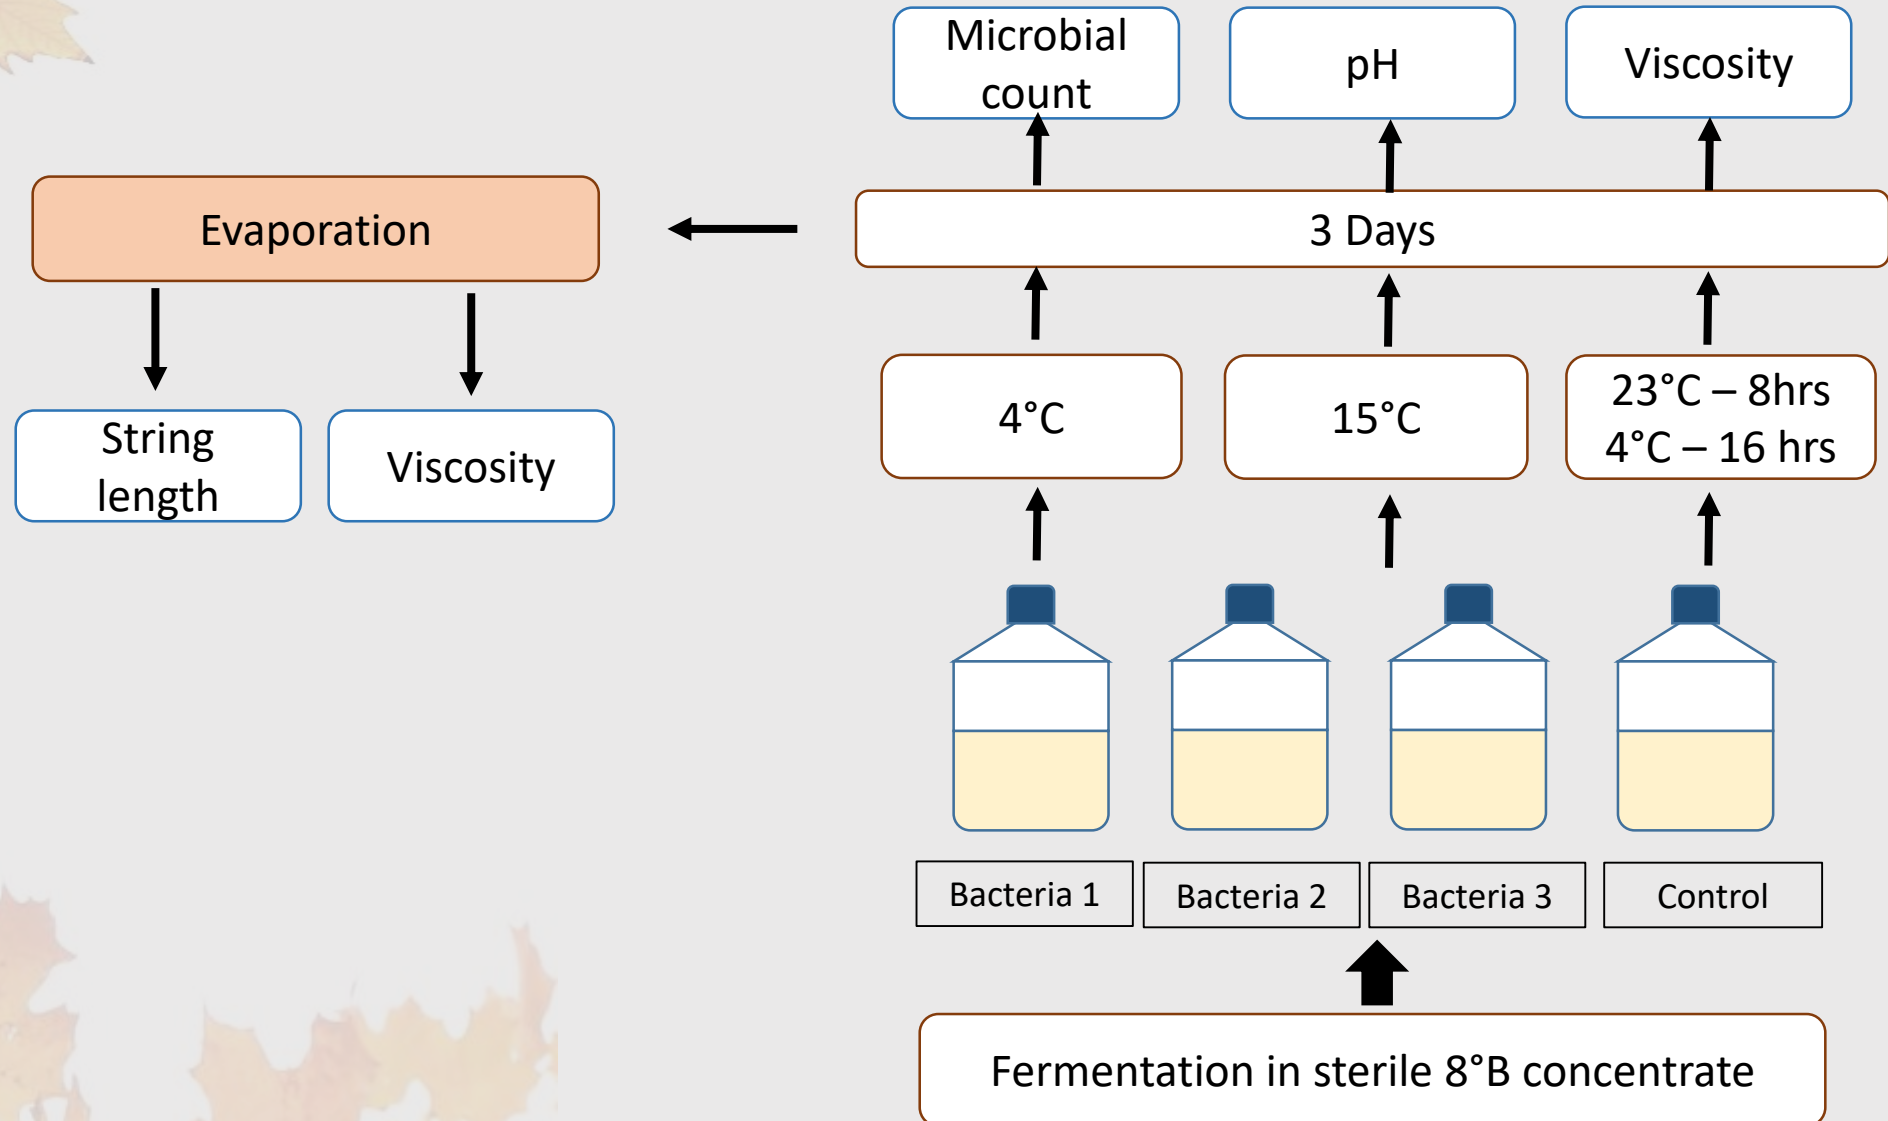 Microbial
count
pH
Viscosity
Evaporation
3 Days
String
length
Viscosity
4°C
15°C
23°C – 8hrs
4°C – 16 hrs
Bacteria 1
Bacteria 2
Bacteria 3
Control
Fermentation in sterile 8°B concentrate